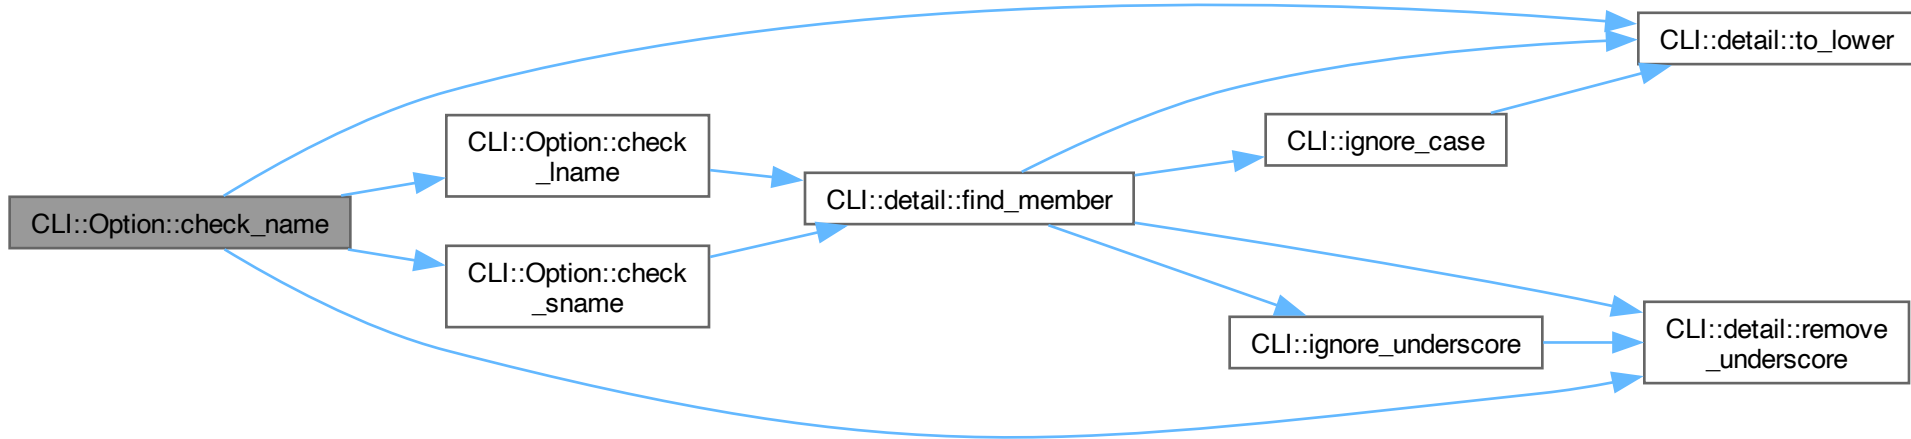 CLI::Option::check_name
CLI::Option::check
_lname
CLI::Option::check
_sname
CLI::detail::find_member
CLI::ignore_case
CLI::ignore_underscore
CLI::detail::to_lower
CLI::detail::remove
_underscore